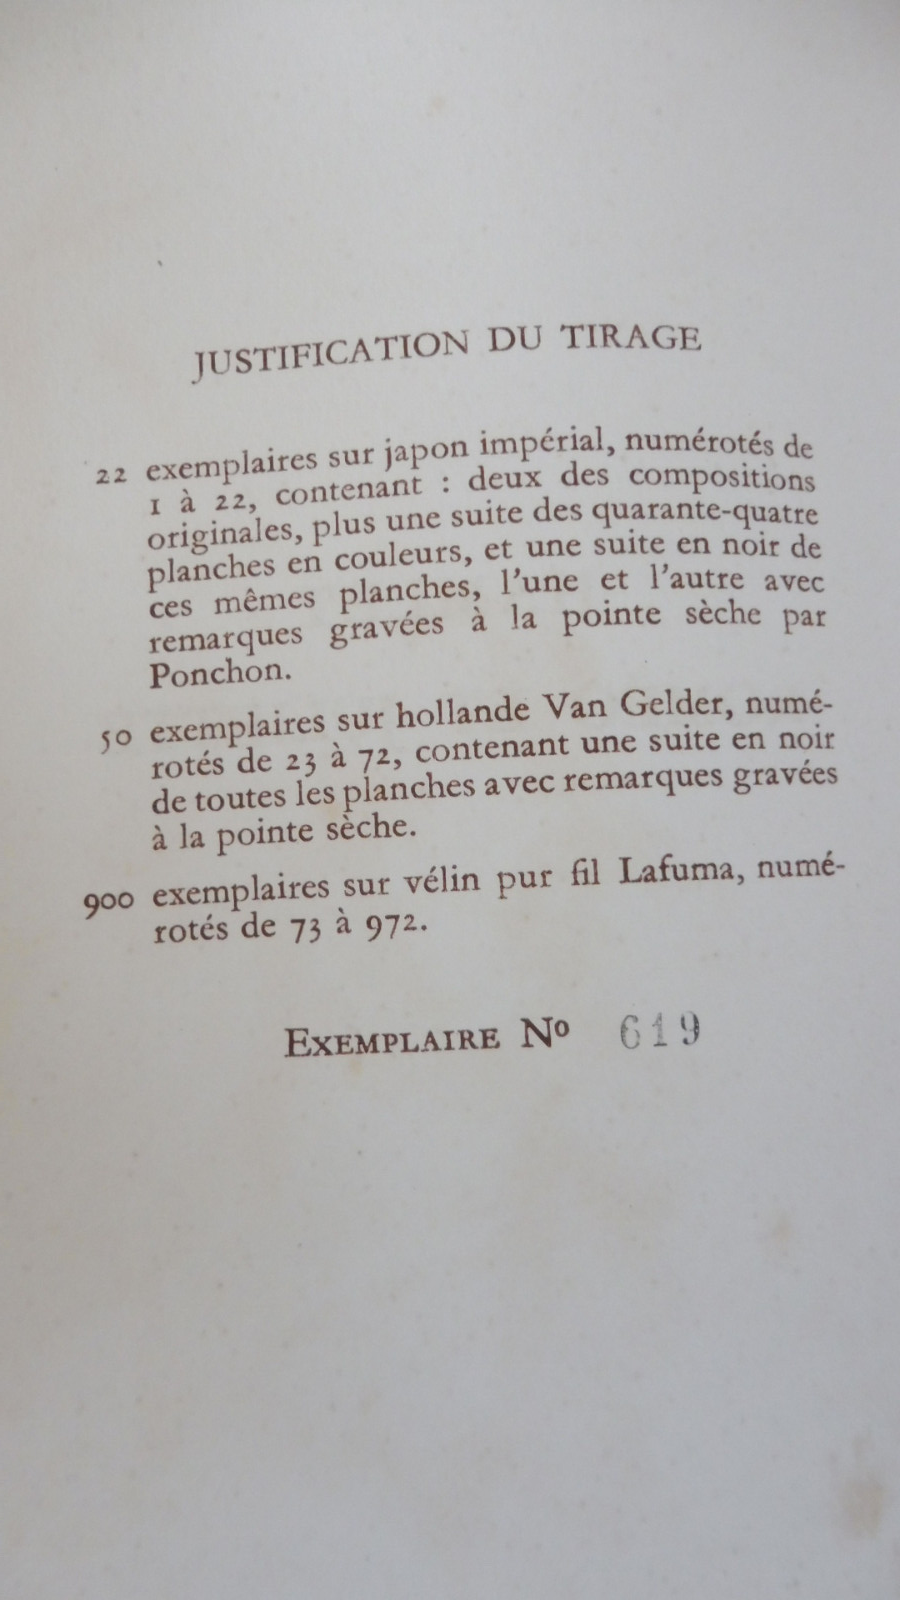 JUSTIFICATION DU TIRAGE
22 exemplaires sur japon impérial, numérotés de
1 à 22, contenant : deux des compositions
originales, plus une suite des quarante-quatre
planches en couleurs, et une suite en noir de
ces mêmes planches, l'une et l'autre avec
remarques gravées à la pointe sèche par
Ponchon.
50 exemplaires sur hollande Van Gelder, numé-
rotés de 23 à 72, contenant une suite en noir
de toutes les planches avec remarques gravées
à la pointe sèche.
900 exemplaires sur vélin pur fil Lafuma, numé-
rotés de 73 à 972.
EXEMPLAIRE Nº 619